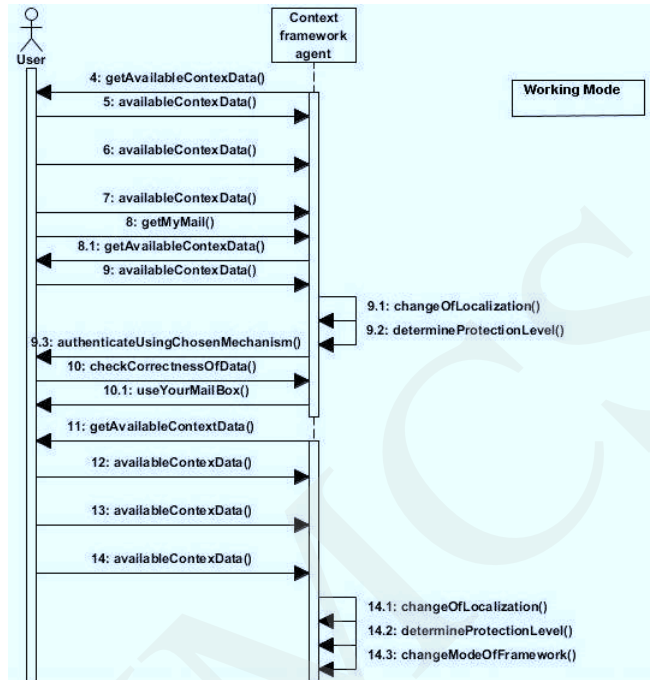 Context
framework
agent
User
Working Mode
4: getAvailableContexData()
5: availableContexData()
6: availableContexData()
7: availableContexData()
8: getMyMail()
8.1: getAvailableContexData()
9: availableContexData()
9.1: changeOfLocalization()
9.2: determineProtectionLevel()
9.3: authenticateUsingChosenMechanism()
10: checkCorrectnessOfData()
10.1: useYourMailBox()
11: getAvailableContextData()
12: availableContexData()
13: availableContexData()
14: availableContexData()
14.1: changeOfLocalization()
14.2: determineProtectionLevel()
14.3: changeModeOfFramework()